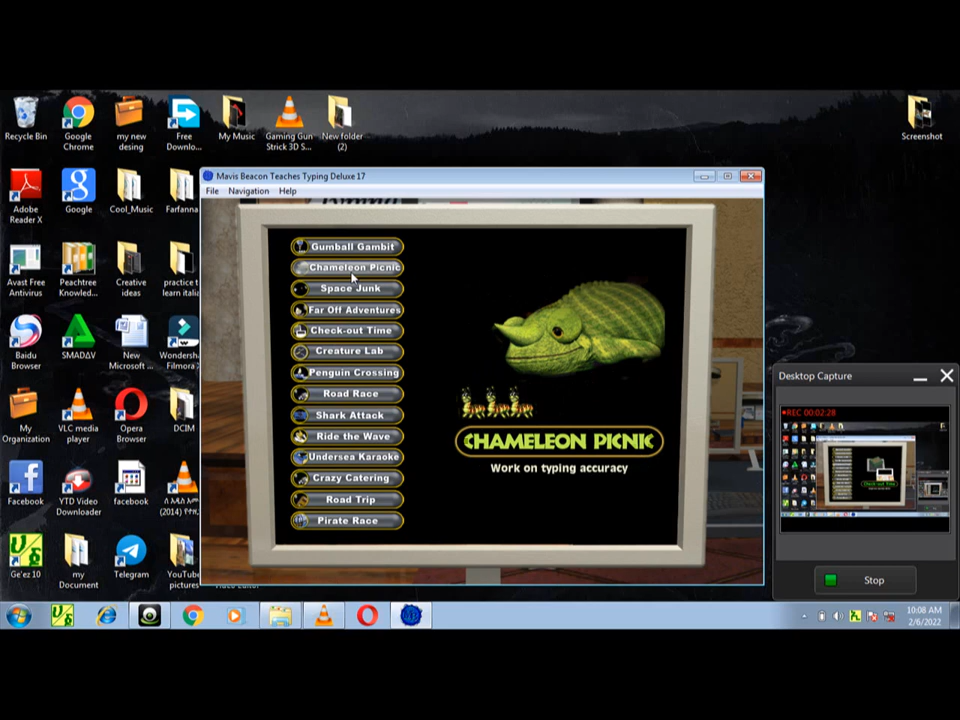 Recycle Bin
Google
Chrome
my new
desing
Free
Downlo...
My Music
Gaming Gun
Strick 3D S...
New folder
(2)
Screenshot
Adobe
Reader X
Google
Cool_Music
Farfanna
Avast Free
Antivirus
Peachtree
Knowled...
Creative
ideas
practice t
learn itali
Baidu
Browser
SMADAV
New
Microsoft ...
Wondersh
Filmora
My
Organization
VLC media
player
Opera
Browser
DCIM
Facebook
YTD Video
Downloader
facebook
Ge'ez 10
my
Document
Telegram
YouTube
pictures
Mavis Beacon Teaches Typing Deluxe 17
File Navigation Help
Gumball Gambit
Chameleon Picnic
Space Junk
Far Off Adventures
Check-out Time
Creature Lab
Penguin Crossing
Road Race
Shark Attack
Ride the Wave
Undersea Karaoke
Crazy Catering
Road Trip
Pirate Race
CHAMELEON PICNIC
Work on typing accuracy
Desktop Capture
REC 00:02:28
Check-out Time
Stop
10:08 AM
2/6/2022